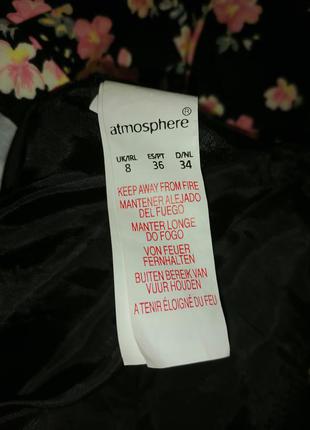 atmosphere®
UK/IRL ES/PT D/NL
8 36 34
KEEP AWAY FROM FIRE
MANTENER ALEJADO
DEL FUEGO
MANTER LONGE
DO FOGO
VON FEUER
FERNHALTEN
BUITEN BEREIK VAN
VUUR HOUDEN
A TENIR ÉLOIGNÉ DU FEU